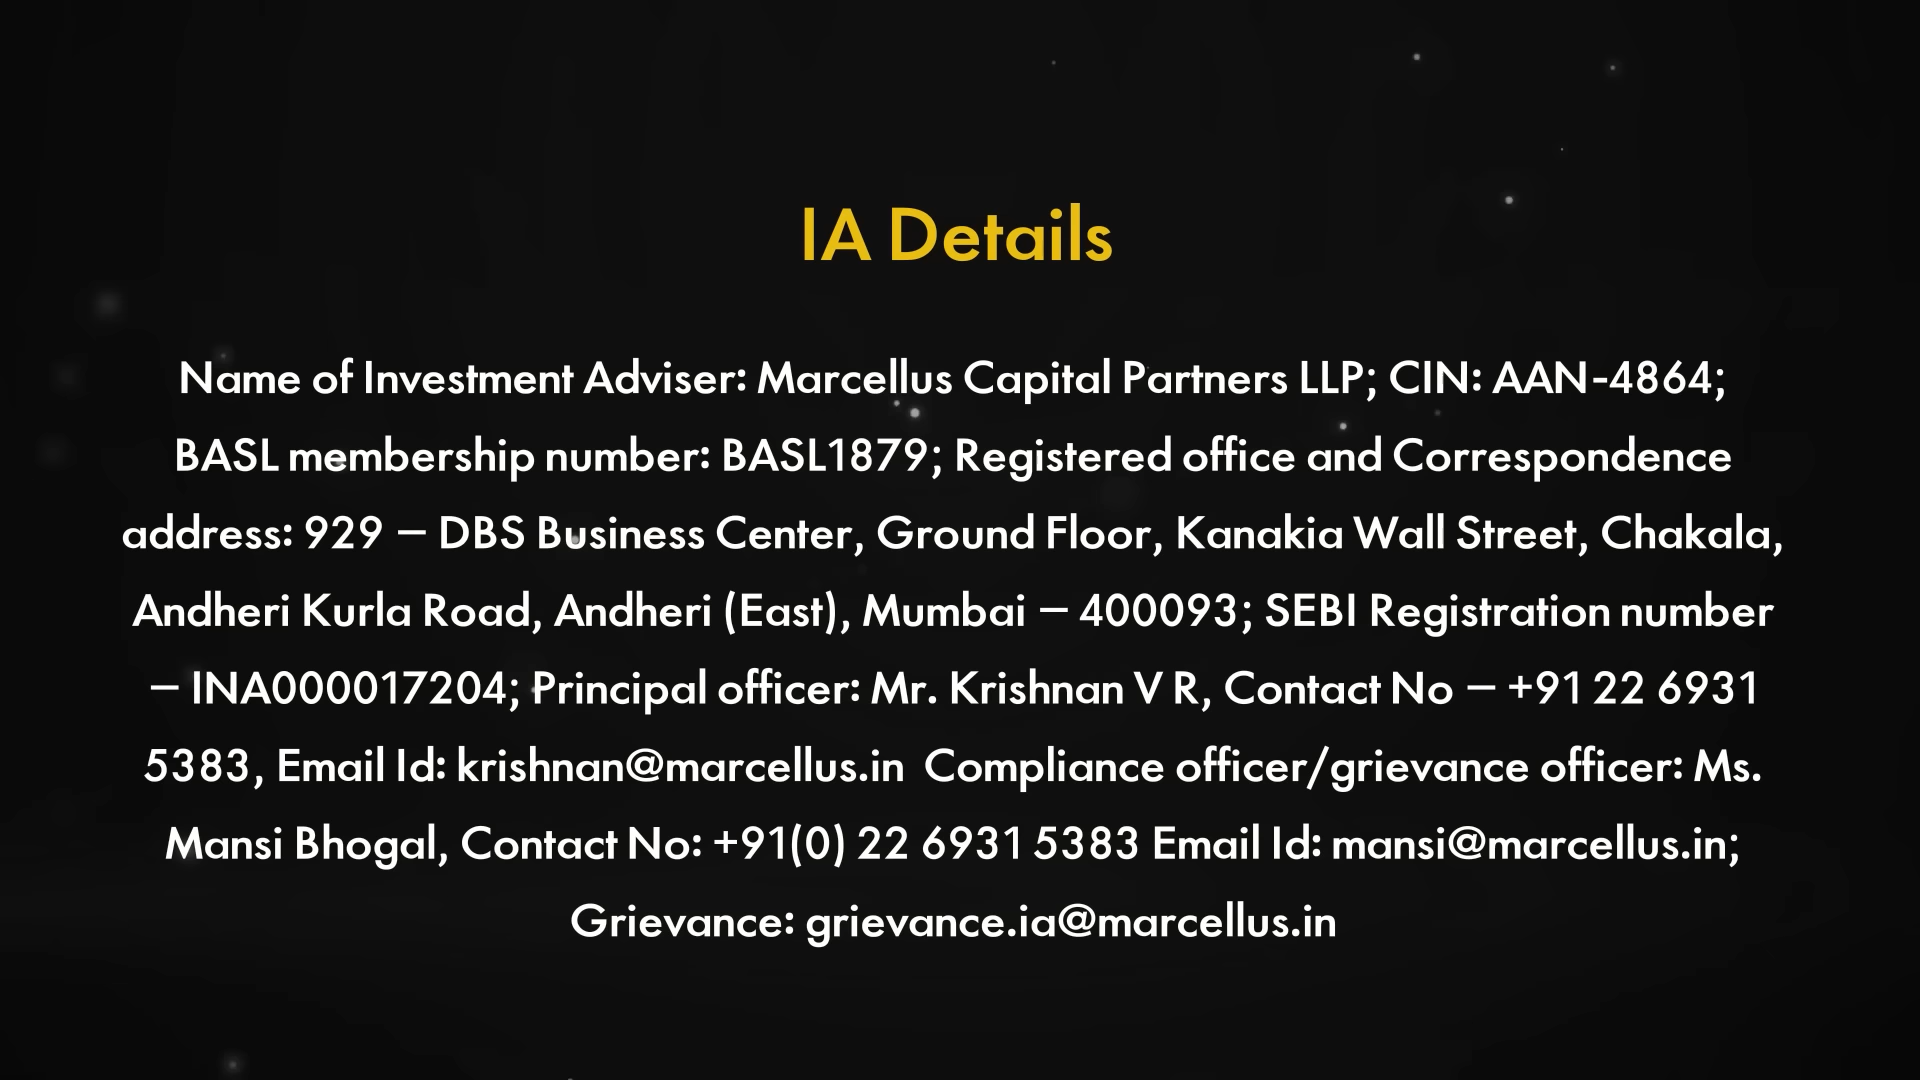 IA Details
Name of Investment Adviser: Marcellus Capital Partners LLP; CIN: AAN-4864;
BASL membership number: BASL1879; Registered office and Correspondence
address: 929 – DBS Business Center, Ground Floor, Kanakia Wall Street, Chakala,
Andheri Kurla Road, Andheri (East), Mumbai – 400093; SEBI Registration number
– INA000017204; Principal officer: Mr. Krishnan V R, Contact No – +91 22 6931
5383, Email Id: krishnan@marcellus.in  Compliance officer/grievance officer: Ms.
Mansi Bhogal, Contact No: +91(0) 22 6931 5383 Email Id: mansi@marcellus.in;
Grievance: grievance.ia@marcellus.in